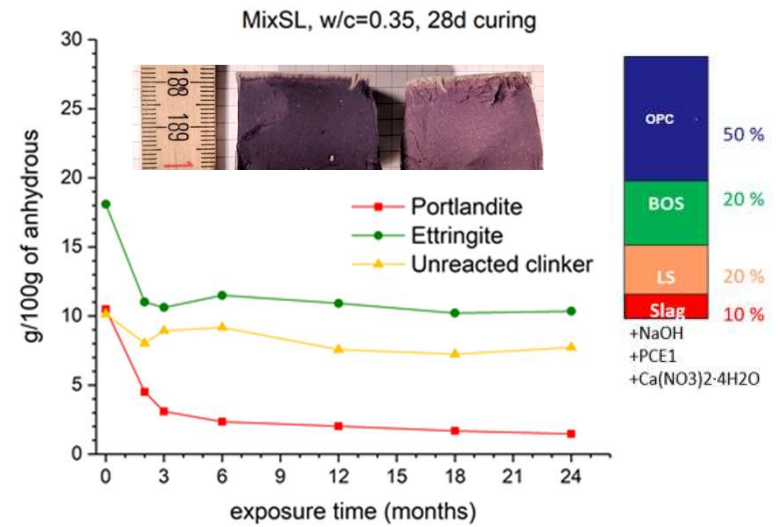 MixSL, w/c=0.35, 28d curing
30
25
20
15
10
5
0
g/100g of anhydrous
188
189
1
Portlandite
Ettringite
Unreacted clinker
0 3 6 9 12 15 18 21 24
exposure time (months)
OPC 50 %
BOS 20 %
LS 20 %
Slag 10 %
+NaOH
+PCE1
+Ca(NO3)2·4H2O